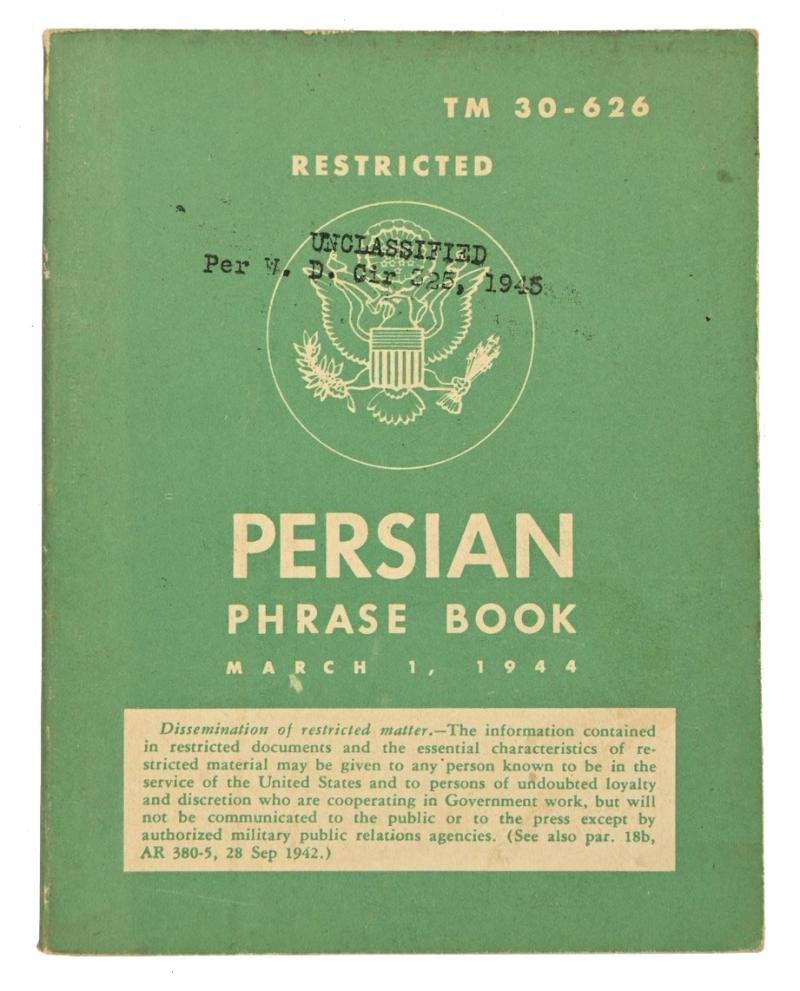 TM 30-626
RESTRICTED
UNCLASSIFIED
Per W. D. Cir 325, 1945
PERSIAN
PHRASE BOOK
MARCH 1, 1944
Dissemination of restricted matter.—The information contained
in restricted documents and the essential characteristics of re-
stricted material may be given to any person known to be in the
service of the United States and to persons of undoubted loyalty
and discretion who are cooperating in Government work, but will
not be communicated to the public or to the press except by
authorized military public relations agencies. (See also par. 18b,
AR 380-5, 28 Sep 1942.)